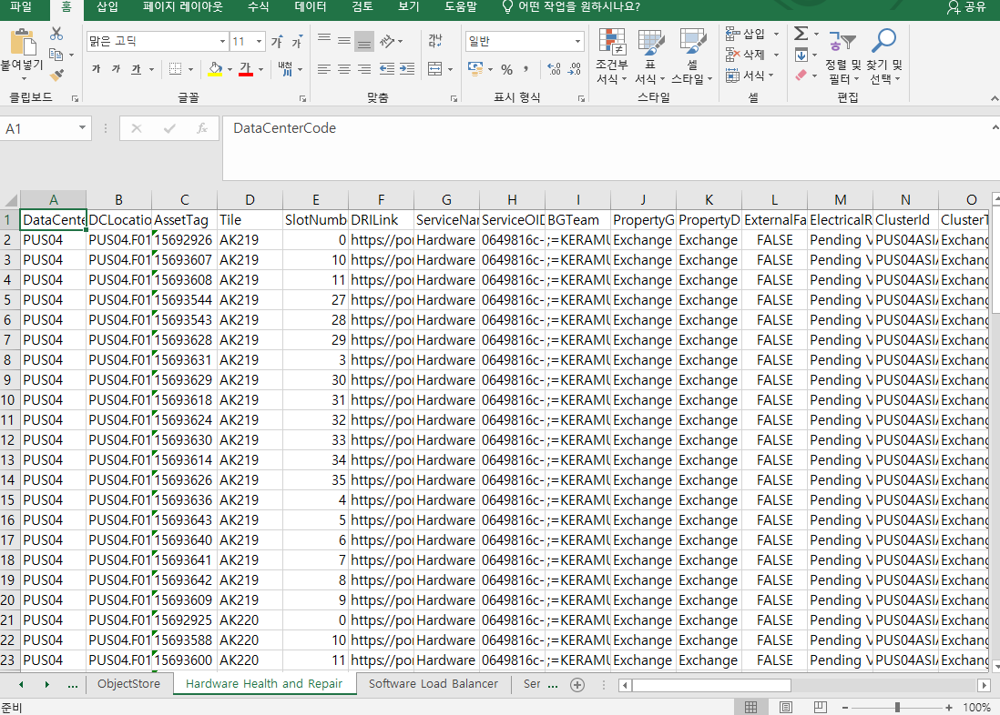 파일 홈 삽입 페이지 레이아웃 수식 데이터 검토 보기 도움말 어떤 작업을 원하시나요? 공유
붙여넣기
클립보드
맑은 고딕 11 가 가
가 가 가 가 내천
글꼴
맞춤
일반
% , .0 .00
표시 형식
조건부 서식
표 서식
셀 스타일
스타일
삽입
삭제
서식
셀
정렬 및 필터
찾기 및 선택
편집
A1 fx DataCenterCode
A B C D E F G H I J K L M N O
1 DataCente DCLocatio AssetTag Tile SlotNumb DRILink ServiceNar ServiceOID BGTeam PropertyG PropertyD ExternalFa ElectricalR ClusterId ClusterT
2 PUS04 PUS04.F01 15692926 AK219 0 https://po Hardware 0649816c- ;=KERAMU Exchange Exchange FALSE Pending V PUS04ASIA Exchang
3 PUS04 PUS04.F01 15693607 AK219 10 https://po Hardware 0649816c- ;=KERAMU Exchange Exchange FALSE Pending V PUS04ASIA Exchang
4 PUS04 PUS04.F01 15693608 AK219 11 https://po Hardware 0649816c- ;=KERAMU Exchange Exchange FALSE Pending V PUS04ASIA Exchang
5 PUS04 PUS04.F01 15693544 AK219 27 https://po Hardware 0649816c- ;=KERAMU Exchange Exchange FALSE Pending V PUS04ASIA Exchang
6 PUS04 PUS04.F01 15693543 AK219 28 https://po Hardware 0649816c- ;=KERAMU Exchange Exchange FALSE Pending V PUS04ASIA Exchang
7 PUS04 PUS04.F01 15693628 AK219 29 https://po Hardware 0649816c- ;=KERAMU Exchange Exchange FALSE Pending V PUS04ASIA Exchang
8 PUS04 PUS04.F01 15693631 AK219 3 https://po Hardware 0649816c- ;=KERAMU Exchange Exchange FALSE Pending V PUS04ASIA Exchang
9 PUS04 PUS04.F01 15693629 AK219 30 https://po Hardware 0649816c- ;=KERAMU Exchange Exchange FALSE Pending V PUS04ASIA Exchang
10 PUS04 PUS04.F01 15693618 AK219 31 https://po Hardware 0649816c- ;=KERAMU Exchange Exchange FALSE Pending V PUS04ASIA Exchang
11 PUS04 PUS04.F01 15693624 AK219 32 https://po Hardware 0649816c- ;=KERAMU Exchange Exchange FALSE Pending V PUS04ASIA Exchang
12 PUS04 PUS04.F01 15693630 AK219 33 https://po Hardware 0649816c- ;=KERAMU Exchange Exchange FALSE Pending V PUS04ASIA Exchang
13 PUS04 PUS04.F01 15693614 AK219 34 https://po Hardware 0649816c- ;=KERAMU Exchange Exchange FALSE Pending V PUS04ASIA Exchang
14 PUS04 PUS04.F01 15693626 AK219 35 https://po Hardware 0649816c- ;=KERAMU Exchange Exchange FALSE Pending V PUS04ASIA Exchang
15 PUS04 PUS04.F01 15693636 AK219 4 https://po Hardware 0649816c- ;=KERAMU Exchange Exchange FALSE Pending V PUS04ASIA Exchang
16 PUS04 PUS04.F01 15693643 AK219 5 https://po Hardware 0649816c- ;=KERAMU Exchange Exchange FALSE Pending V PUS04ASIA Exchang
17 PUS04 PUS04.F01 15693640 AK219 6 https://po Hardware 0649816c- ;=KERAMU Exchange Exchange FALSE Pending V PUS04ASIA Exchang
18 PUS04 PUS04.F01 15693641 AK219 7 https://po Hardware 0649816c- ;=KERAMU Exchange Exchange FALSE Pending V PUS04ASIA Exchang
19 PUS04 PUS04.F01 15693642 AK219 8 https://po Hardware 0649816c- ;=KERAMU Exchange Exchange FALSE Pending V PUS04ASIA Exchang
20 PUS04 PUS04.F01 15693609 AK219 9 https://po Hardware 0649816c- ;=KERAMU Exchange Exchange FALSE Pending V PUS04ASIA Exchang
21 PUS04 PUS04.F01 15692925 AK220 0 https://po Hardware 0649816c- ;=KERAMU Exchange Exchange FALSE Pending V PUS04ASIA Exchang
22 PUS04 PUS04.F01 15693588 AK220 10 https://po Hardware 0649816c- ;=KERAMU Exchange Exchange FALSE Pending V PUS04ASIA Exchang
23 PUS04 PUS04.F01 15693600 AK220 11 https://po Hardware 0649816c- ;=KERAMU Exchange Exchange FALSE Pending V PUS04ASIA Exchang
... ObjectStore Hardware Health and Repair Software Load Balancer Ser ...
준비 100%